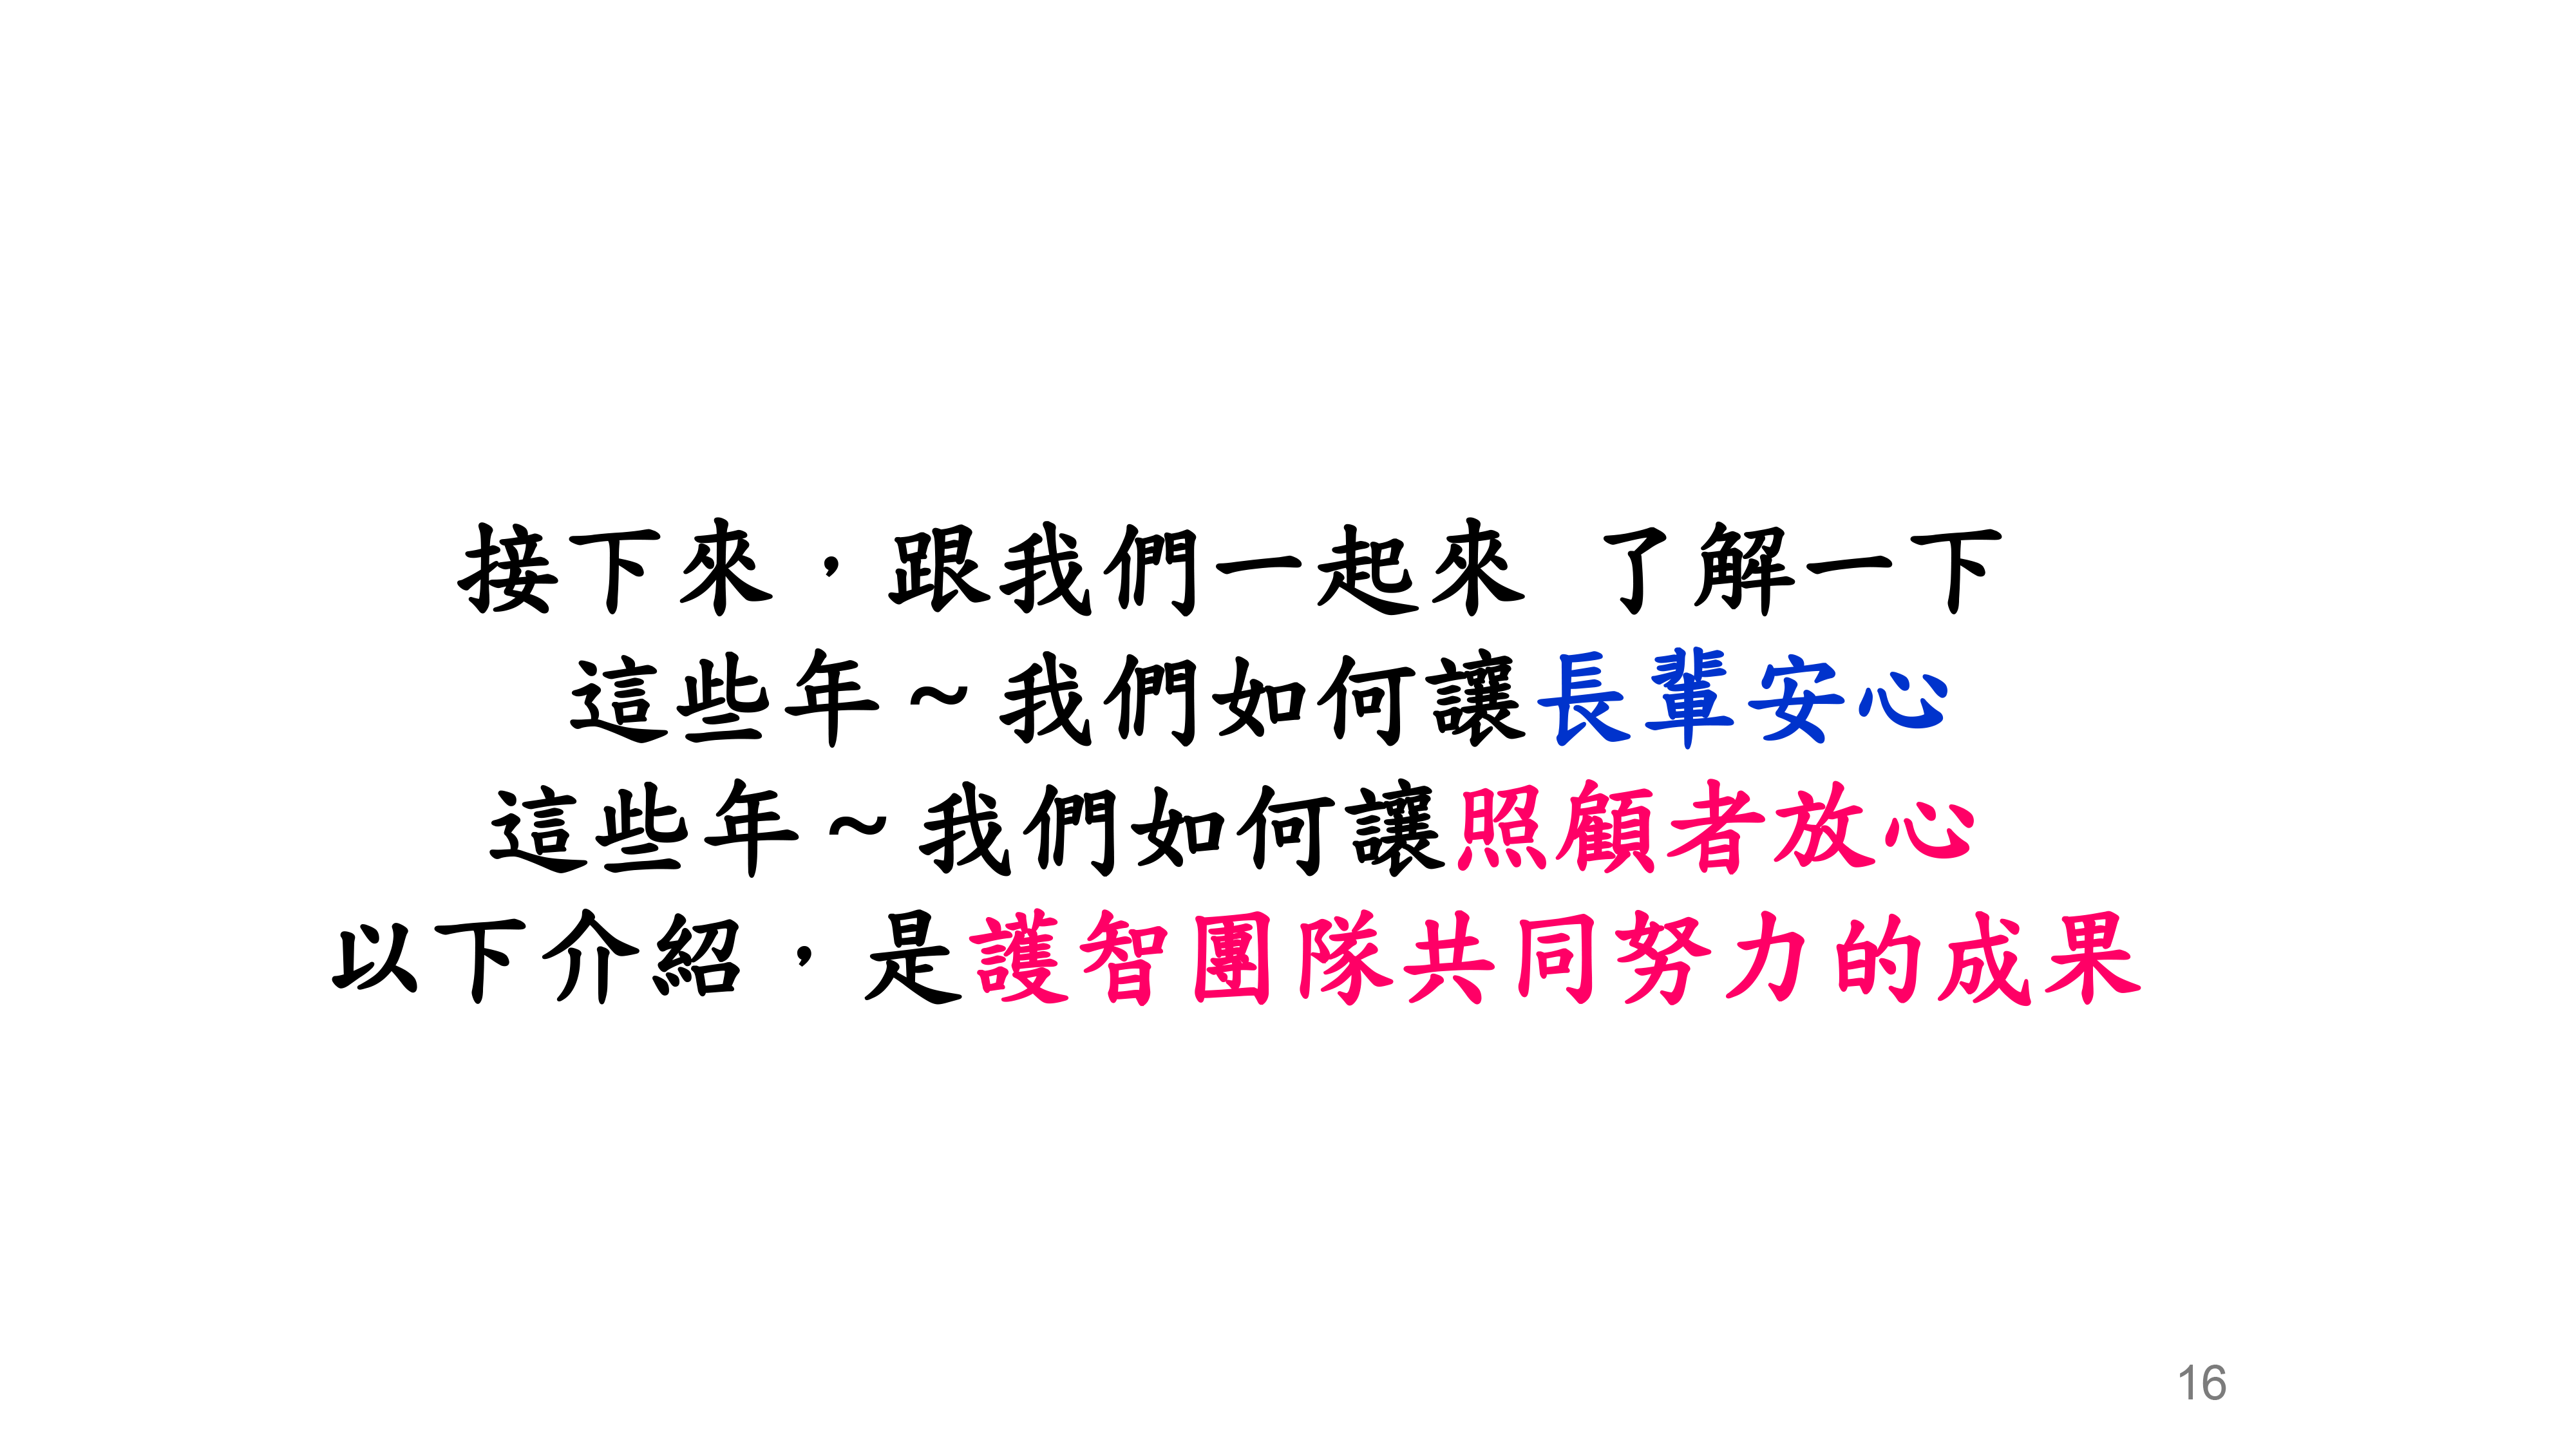 接下來，跟我們一起來 了解一下
這些年~我們如何讓長輩安心
這些年~我們如何讓照顧者放心
以下介紹，是護智團隊共同努力的成果
16